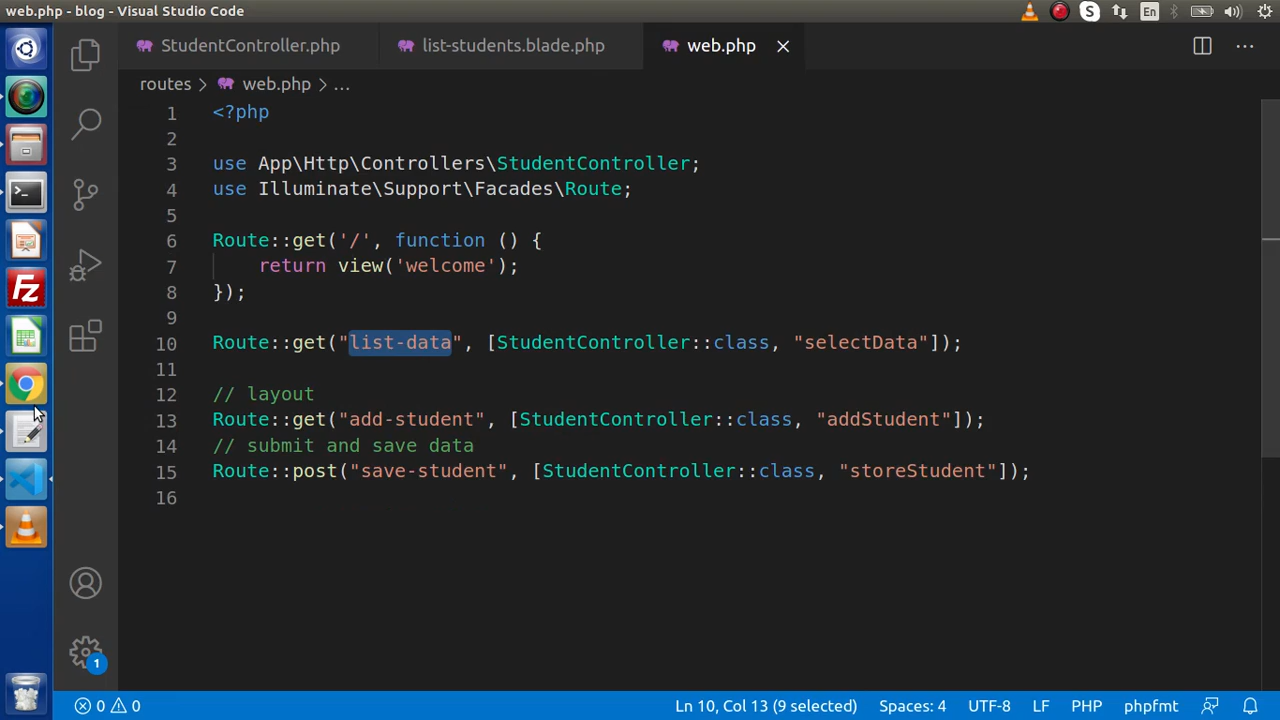 web.php - blog - Visual Studio Code
En
StudentController.php
list-students.blade.php
web.php
routes > web.php > ...
1 <?php
2
3 use App\Http\Controllers\StudentController;
4 use Illuminate\Support\Facades\Route;
5
6 Route::get('/', function () {
7     return view('welcome');
8 });
9
10 Route::get("list-data", [StudentController::class, "selectData"]);
11
12 // layout
13 Route::get("add-student", [StudentController::class, "addStudent"]);
14 // submit and save data
15 Route::post("save-student", [StudentController::class, "storeStudent"]);
16
1
0 0 Ln 10, Col 13 (9 selected) Spaces: 4 UTF-8 LF PHP phpfmt